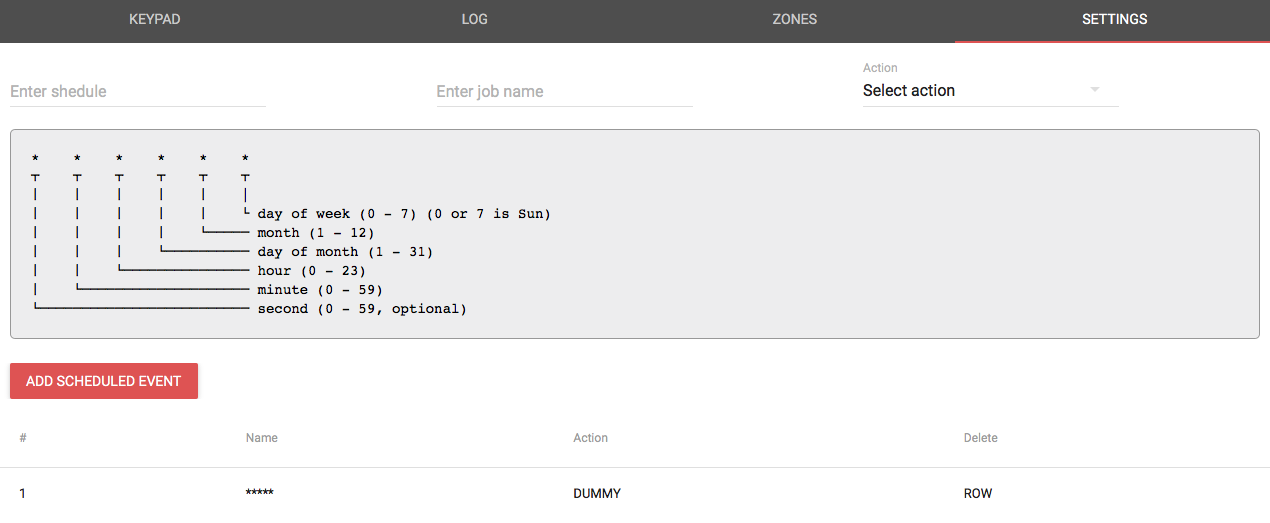 KEYPAD LOG ZONES SETTINGS
Action
Enter shedule Enter job name Select action
* * * * * *
┬ ┬ ┬ ┬ ┬ ┬
│ │ │ │ │ │
│ │ │ │ │ └ day of week (0 - 7) (0 or 7 is Sun)
│ │ │ │ └───── month (1 - 12)
│ │ │ └────────── day of month (1 - 31)
│ │ └─────────────── hour (0 - 23)
│ └──────────────────── minute (0 - 59)
└───────────────────────── second (0 - 59, optional)
ADD SCHEDULED EVENT
# Name Action Delete
1 ***** DUMMY ROW